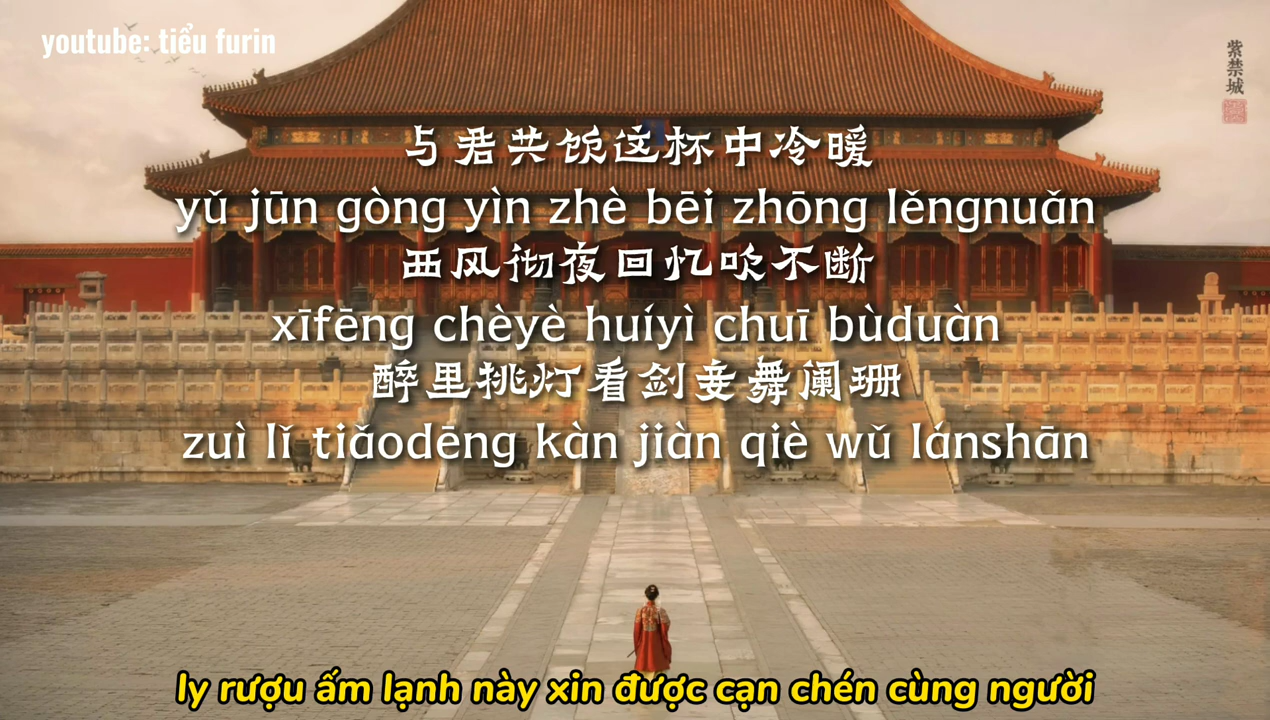 youtube: tiểu furin
紫禁城
与君共饮这杯中冷暖
yǔ jūn gòng yìn zhè bēi zhōng lěngnuǎn
西风彻夜回忆吹不断
xīfēng chèyè huíyì chuī bùduàn
醉里挑灯看剑妾舞阑珊
zuì lǐ tiǎodēng kàn jiàn qiè wǔ lánshān
ly rượu ấm lạnh này xin được cạn chén cùng người